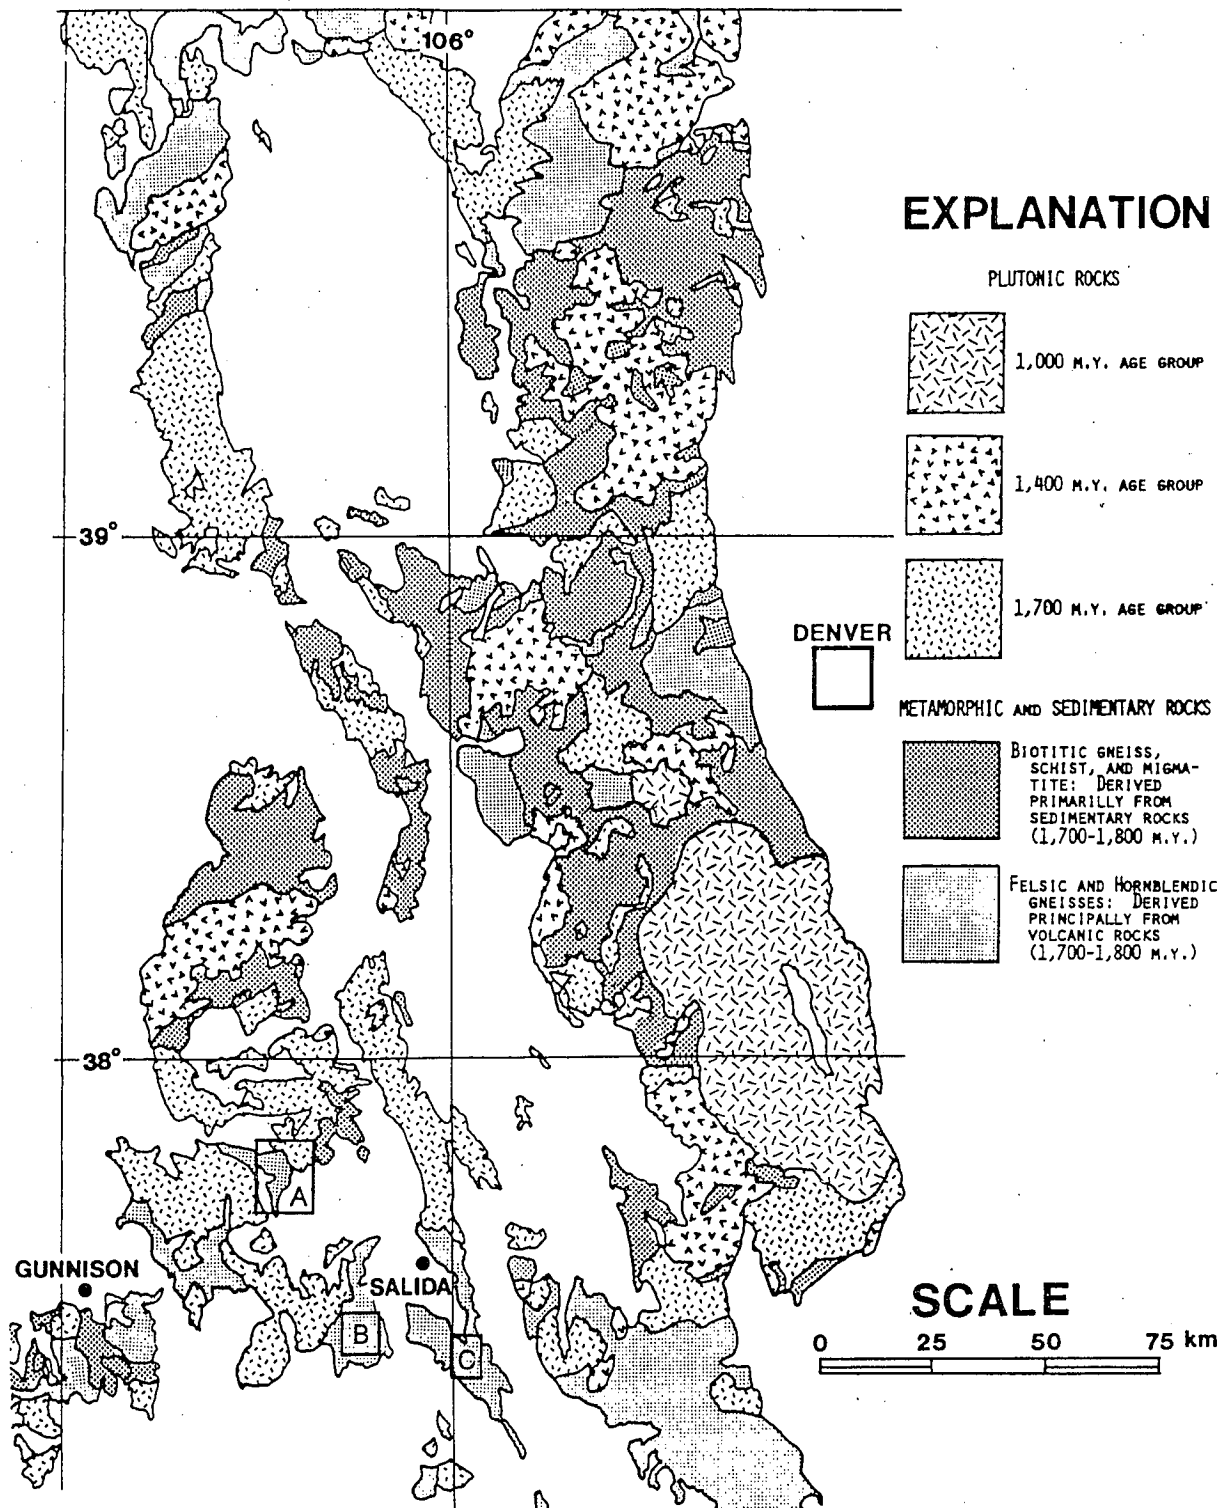 106°
EXPLANATION
PLUTONIC ROCKS
1,000 M.Y. AGE GROUP
1,400 M.Y. AGE GROUP
39°
1,700 M.Y. AGE GROUP
DENVER
METAMORPHIC AND SEDIMENTARY ROCKS
BIOTITIC GNEISS,
SCHIST, AND MIGMA-
TITE: DERIVED
PRIMARILLY FROM
SEDIMENTARY ROCKS
(1,700-1,800 M.Y.)
FELSIC AND HORNBLENDIC
GNEISSES: DERIVED
PRINCIPALLY FROM
VOLCANIC ROCKS
(1,700-1,800 M.Y.)
38°
A
GUNNISON
SALIDA
B
C
SCALE
0 25 50 75 km